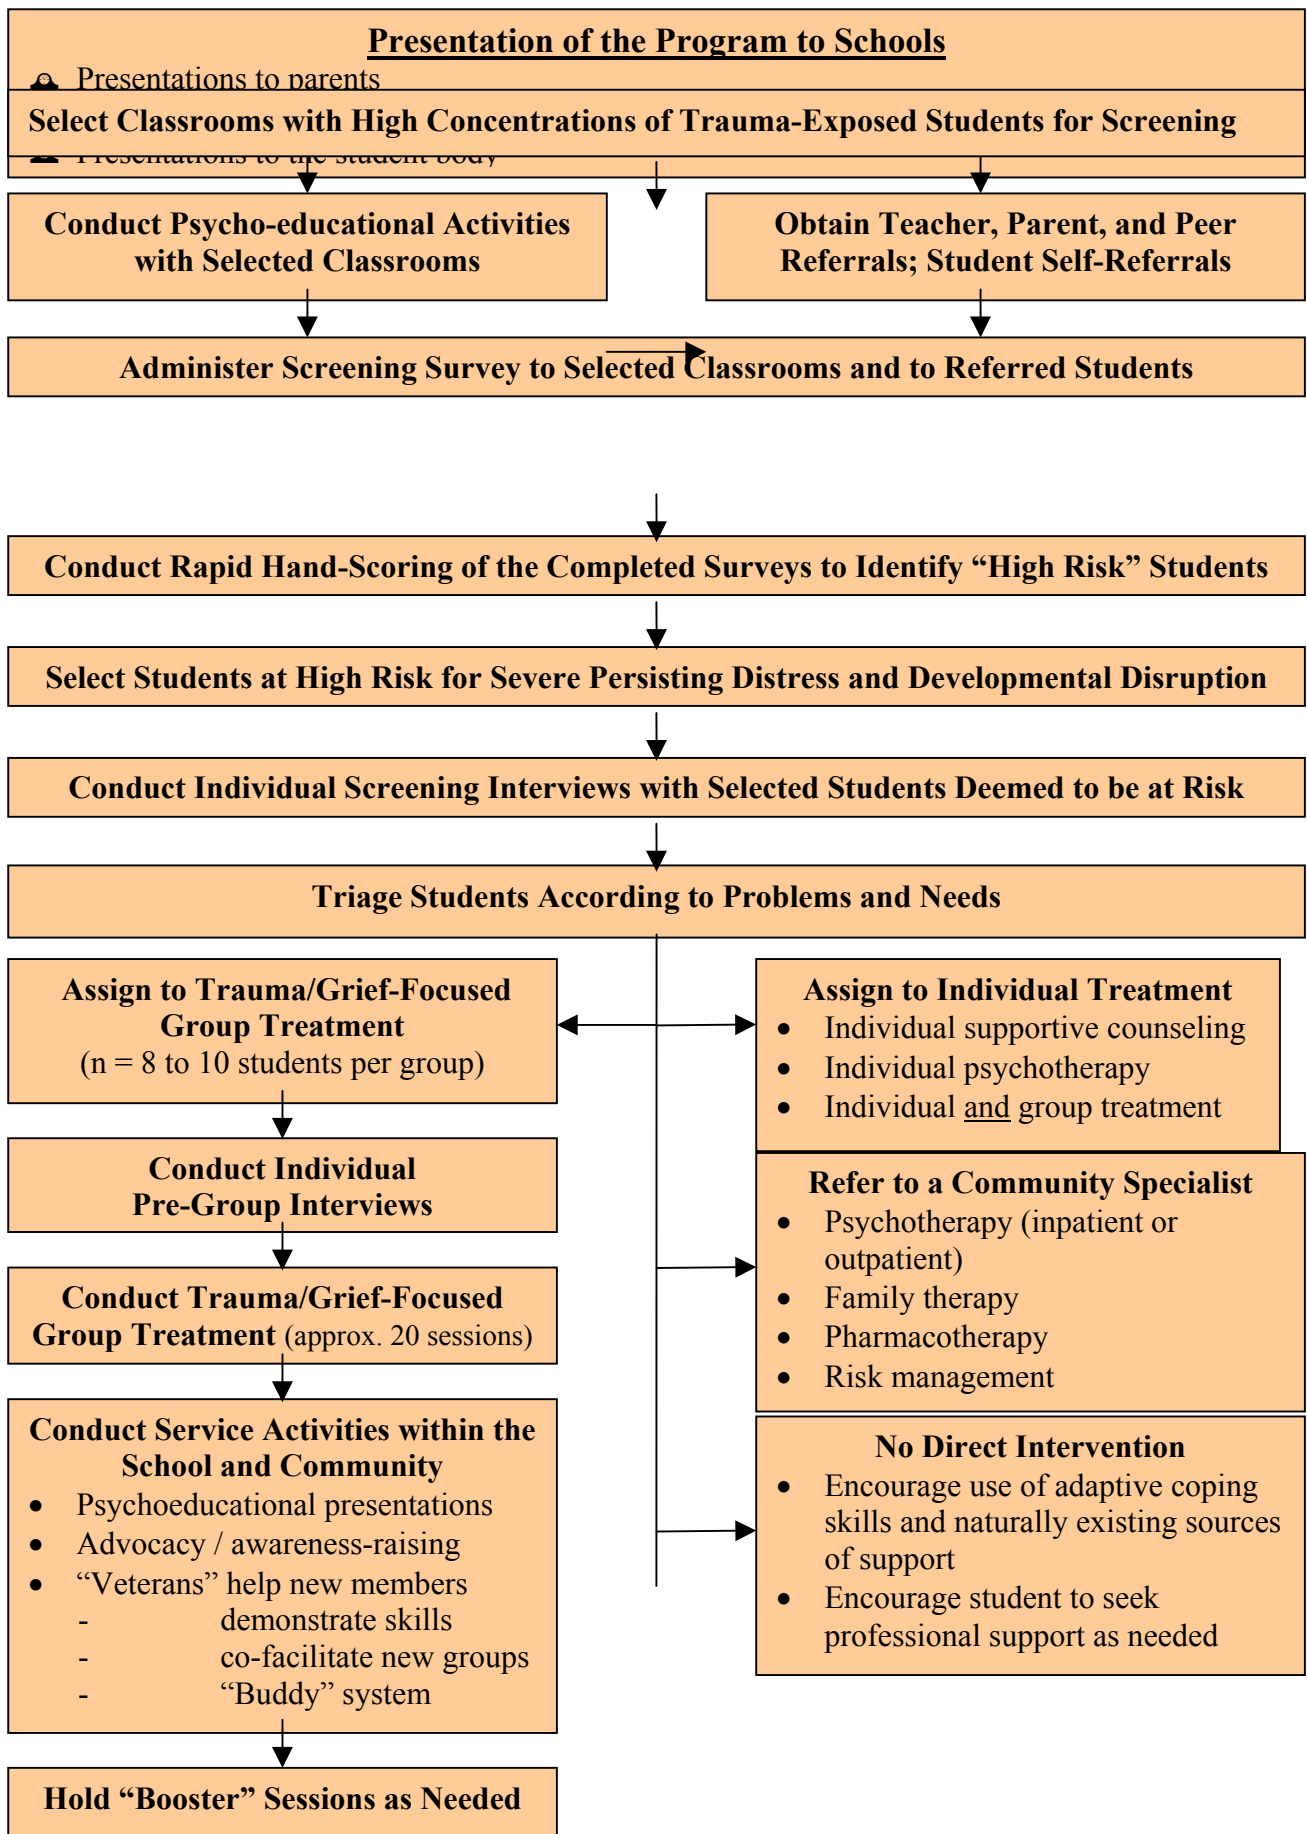 Presentation of the Program to Schools
Presentations to parents
Select Classrooms with High Concentrations of Trauma-Exposed Students for Screening
Presentations to the student body
Conduct Psycho-educational Activities
with Selected Classrooms
Obtain Teacher, Parent, and Peer
Referrals; Student Self-Referrals
Administer Screening Survey to Selected Classrooms and to Referred Students
Conduct Rapid Hand-Scoring of the Completed Surveys to Identify “High Risk” Students
Select Students at High Risk for Severe Persisting Distress and Developmental Disruption
Conduct Individual Screening Interviews with Selected Students Deemed to be at Risk
Triage Students According to Problems and Needs
Assign to Trauma/Grief-Focused
Group Treatment
(n = 8 to 10 students per group)
Conduct Individual
Pre-Group Interviews
Conduct Trauma/Grief-Focused
Group Treatment (approx. 20 sessions)
Conduct Service Activities within the
School and Community
• Psychoeducational presentations
• Advocacy / awareness-raising
• “Veterans” help new members
- demonstrate skills
- co-facilitate new groups
- “Buddy” system
Hold “Booster” Sessions as Needed
Assign to Individual Treatment
• Individual supportive counseling
• Individual psychotherapy
• Individual and group treatment
Refer to a Community Specialist
• Psychotherapy (inpatient or
outpatient)
• Family therapy
• Pharmacotherapy
• Risk management
No Direct Intervention
• Encourage use of adaptive coping
skills and naturally existing sources
of support
• Encourage student to seek
professional support as needed